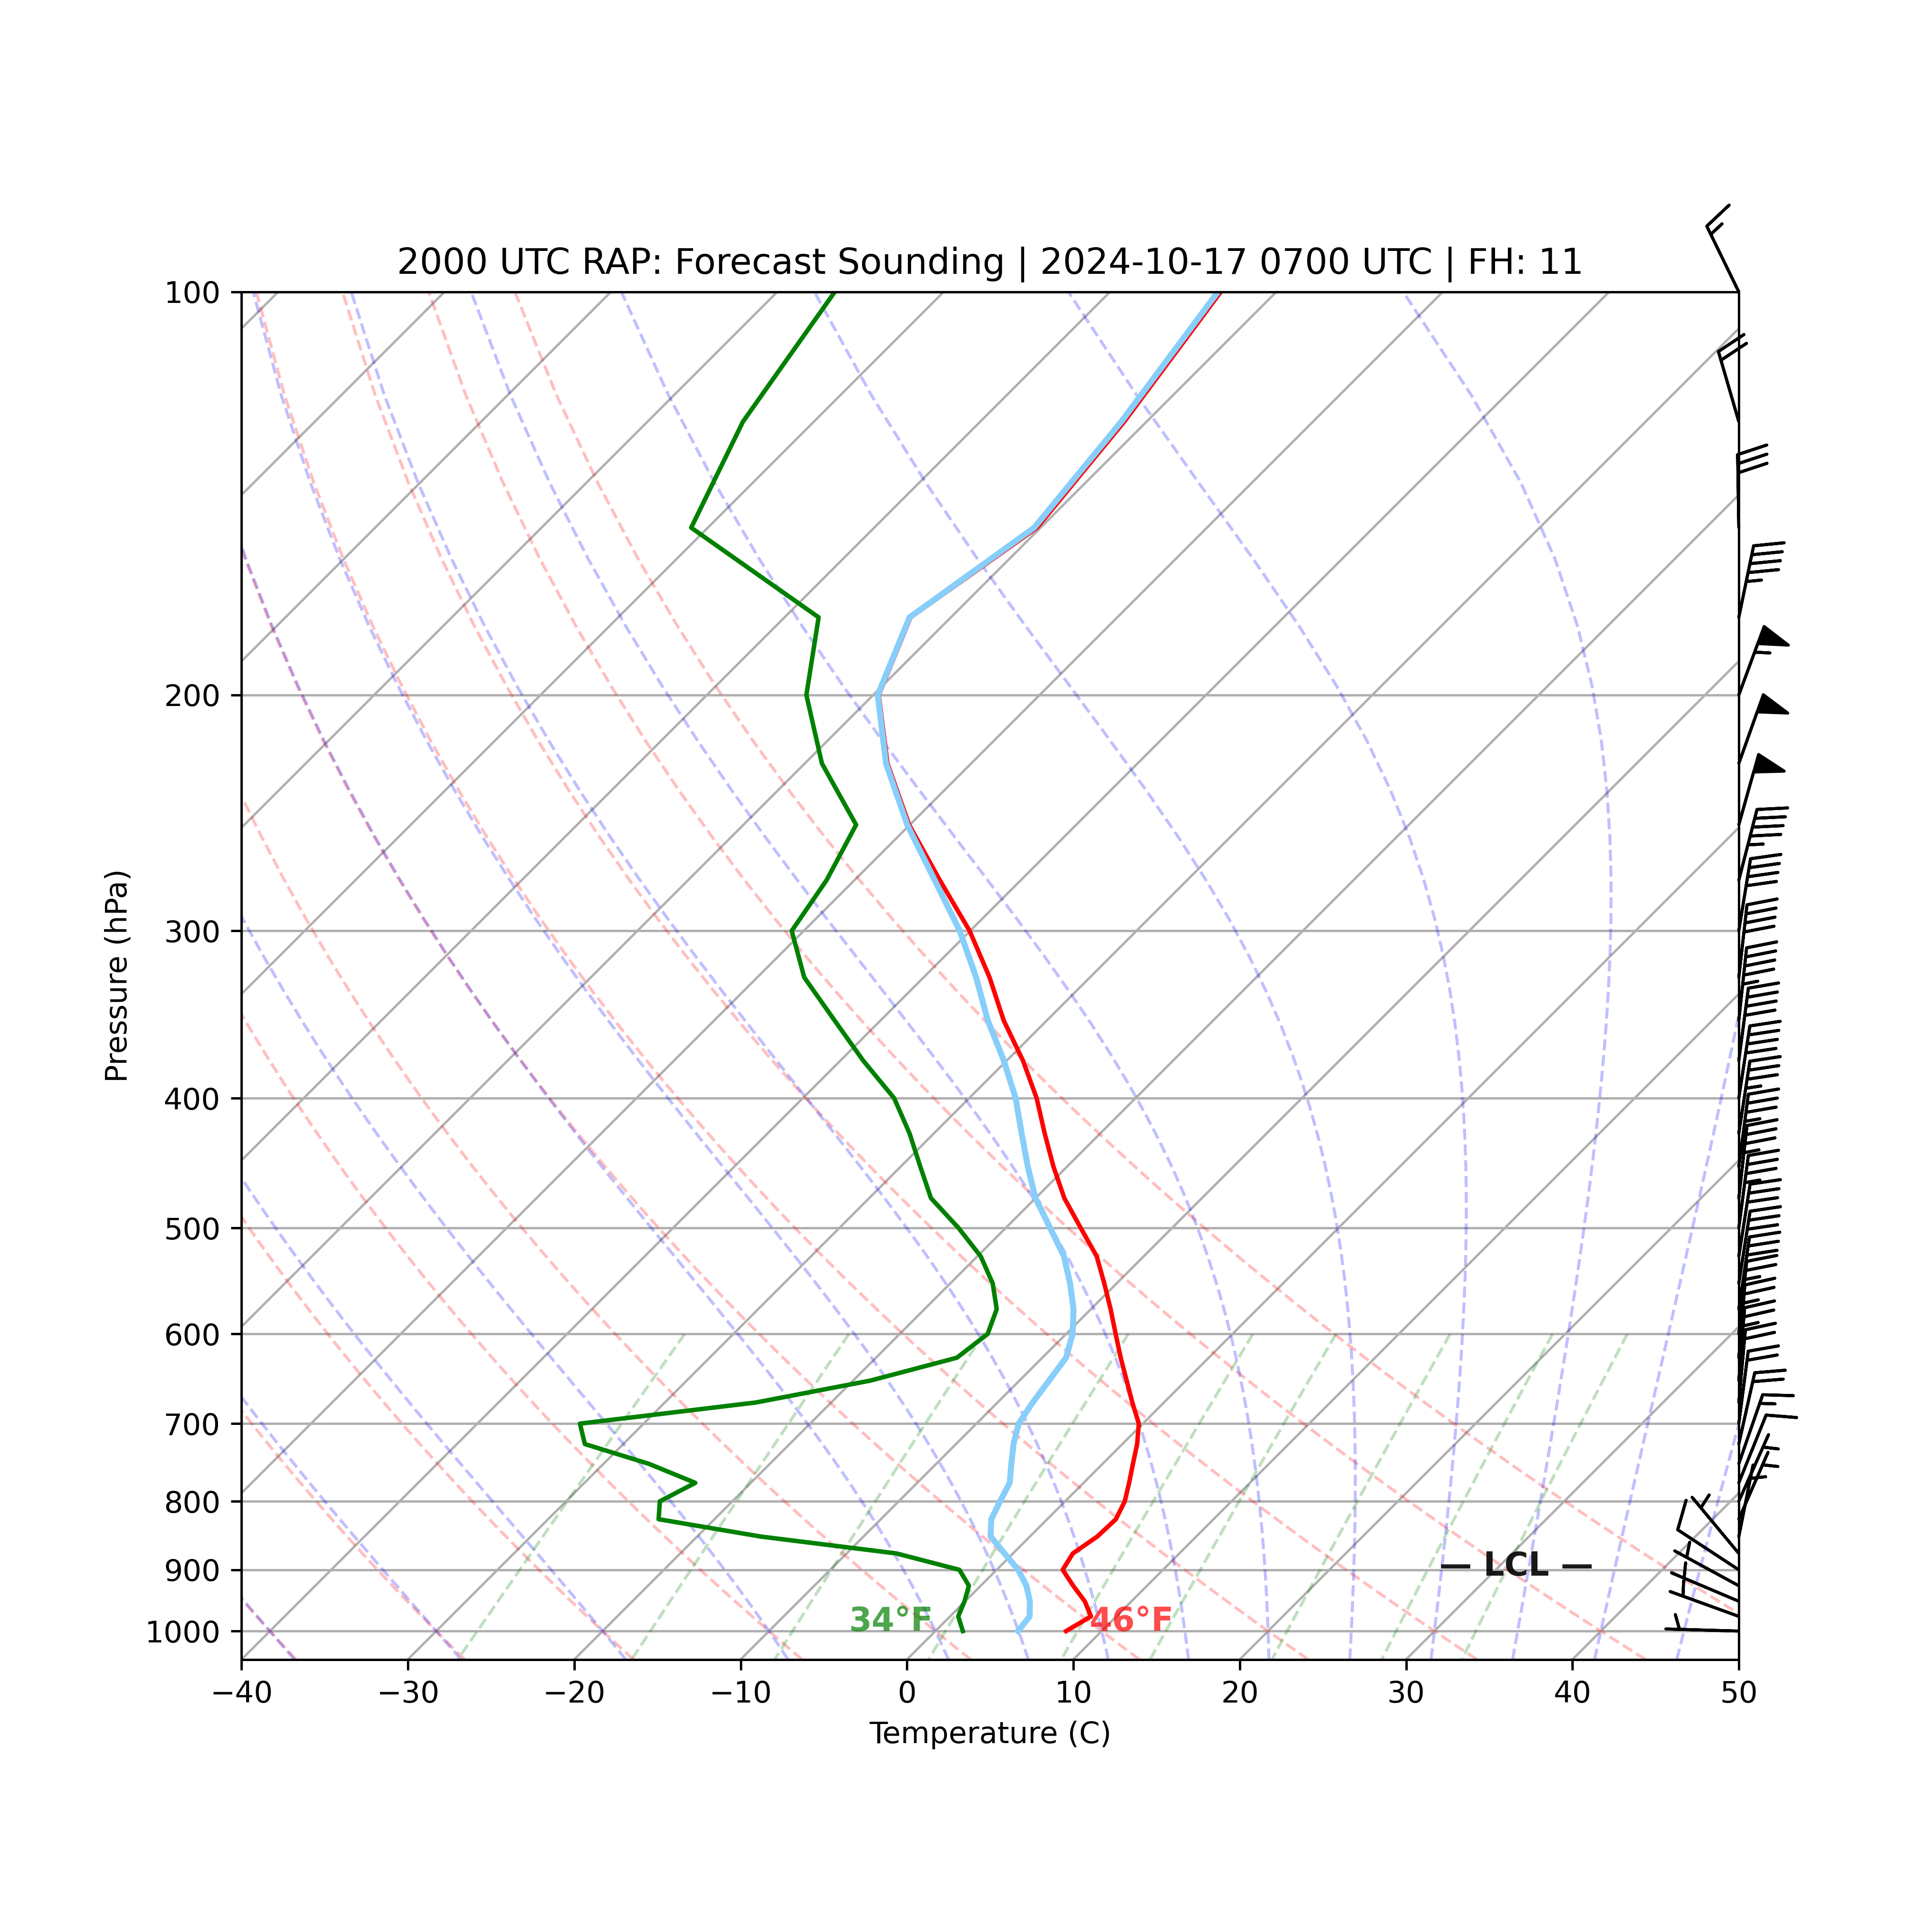 2000 UTC RAP: Forecast Sounding | 2024-10-17 0700 UTC | FH: 11
100
200
300
400
500
600
700
800
900
1000
Pressure (hPa)
— LCL —
34°F
46°F
−40 −30 −20 −10 0 10 20 30 40 50
Temperature (C)